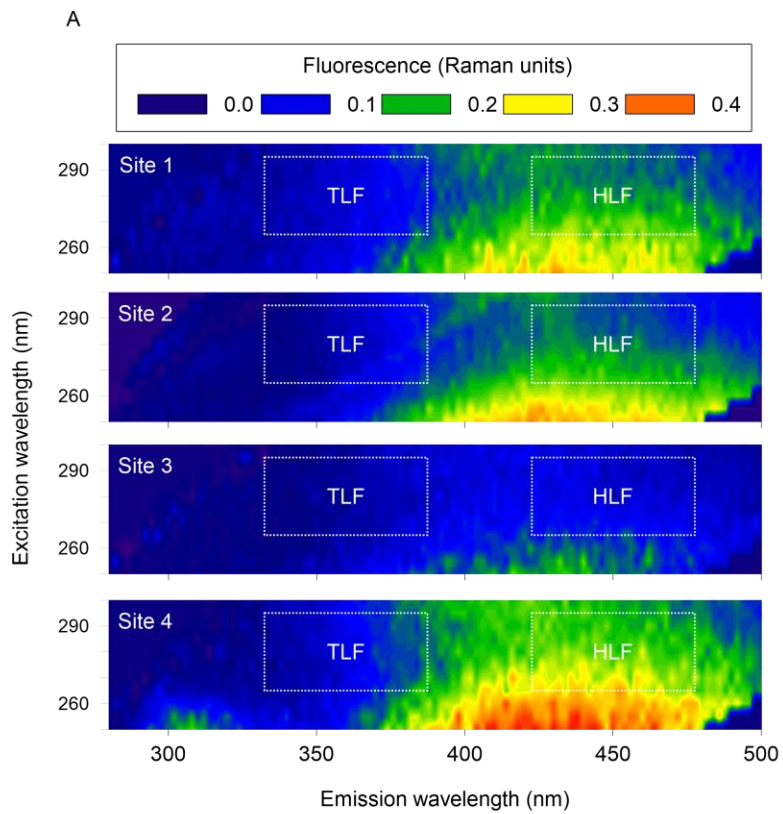 A
Fluorescence (Raman units)
0.0 0.1 0.2 0.3 0.4
Site 1
290
TLF HLF
260
Site 2
290
TLF HLF
260
Site 3
290
TLF HLF
260
Site 4
290
TLF HLF
260
300 350 400 450 500
Excitation wavelength (nm)
Emission wavelength (nm)